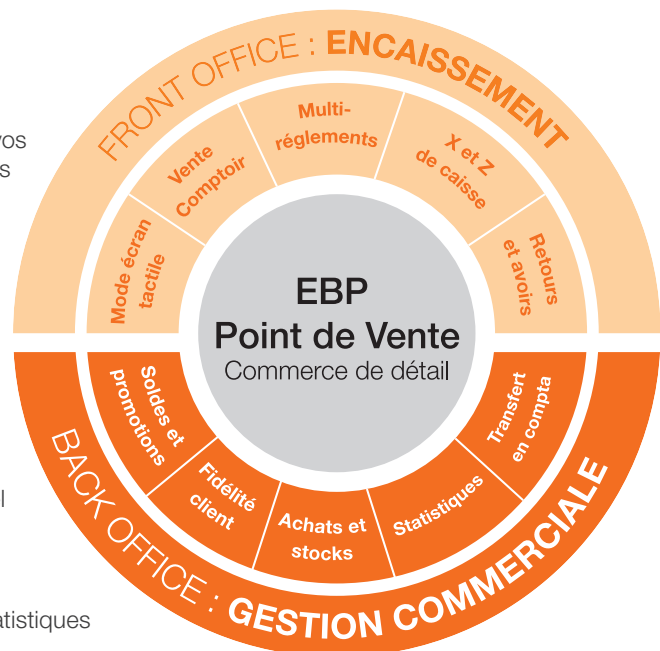 FRONT OFFICE : ENCAISSEMENT
Mode écran
tactile
Vente
Comptoir
Multi-
réglements
X et Z
de caisse
Retours
et avoirs
EBP
Point de Vente
Commerce de détail
Soldes et
promotions
Fidélité
client
Achats et
stocks
Statistiques
Transfert
en compta
BACK OFFICE : GESTION COMMERCIALE